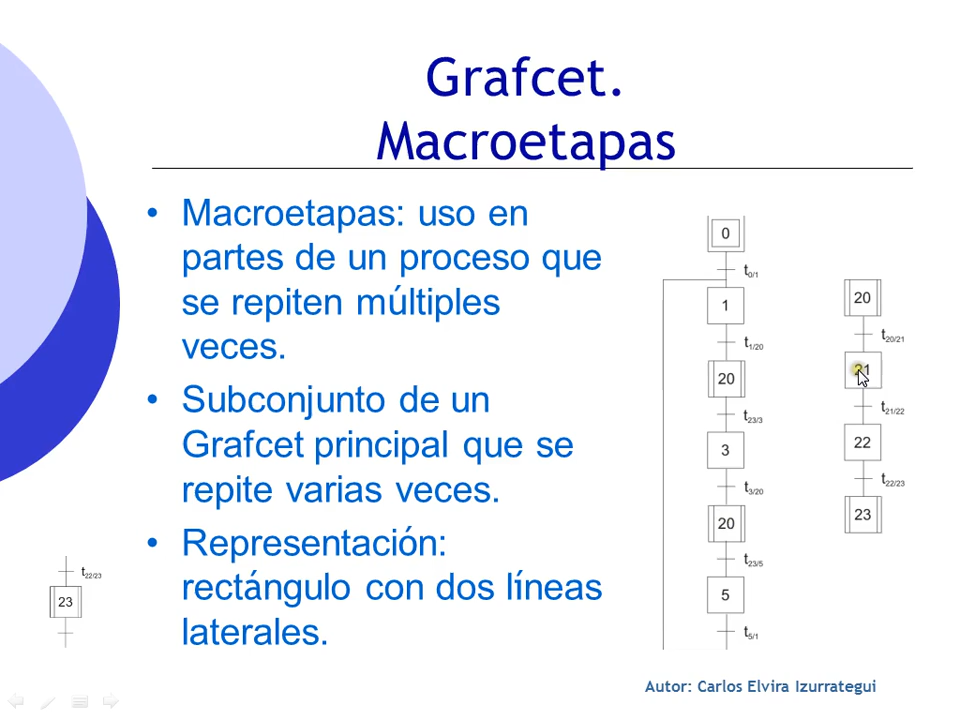 Grafcet.
Macroetapas
• Macroetapas: uso en
partes de un proceso que
se repiten múltiples
veces.
• Subconjunto de un
Grafcet principal que se
repite varias veces.
• Representación:
rectángulo con dos líneas
laterales.
t22/23
23
0
t0/1
1
t1/20
20
t23/3
3
t3/20
20
t23/5
5
t5/1
20
t20/21
21
t21/22
22
t22/23
23
Autor: Carlos Elvira Izurrategui